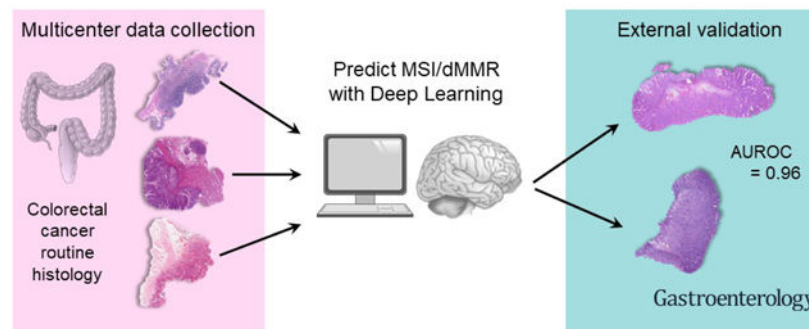 Multicenter data collection
Colorectal
cancer
routine
histology
Predict MSI/dMMR
with Deep Learning
External validation
AUROC
= 0.96
Gastroenterology